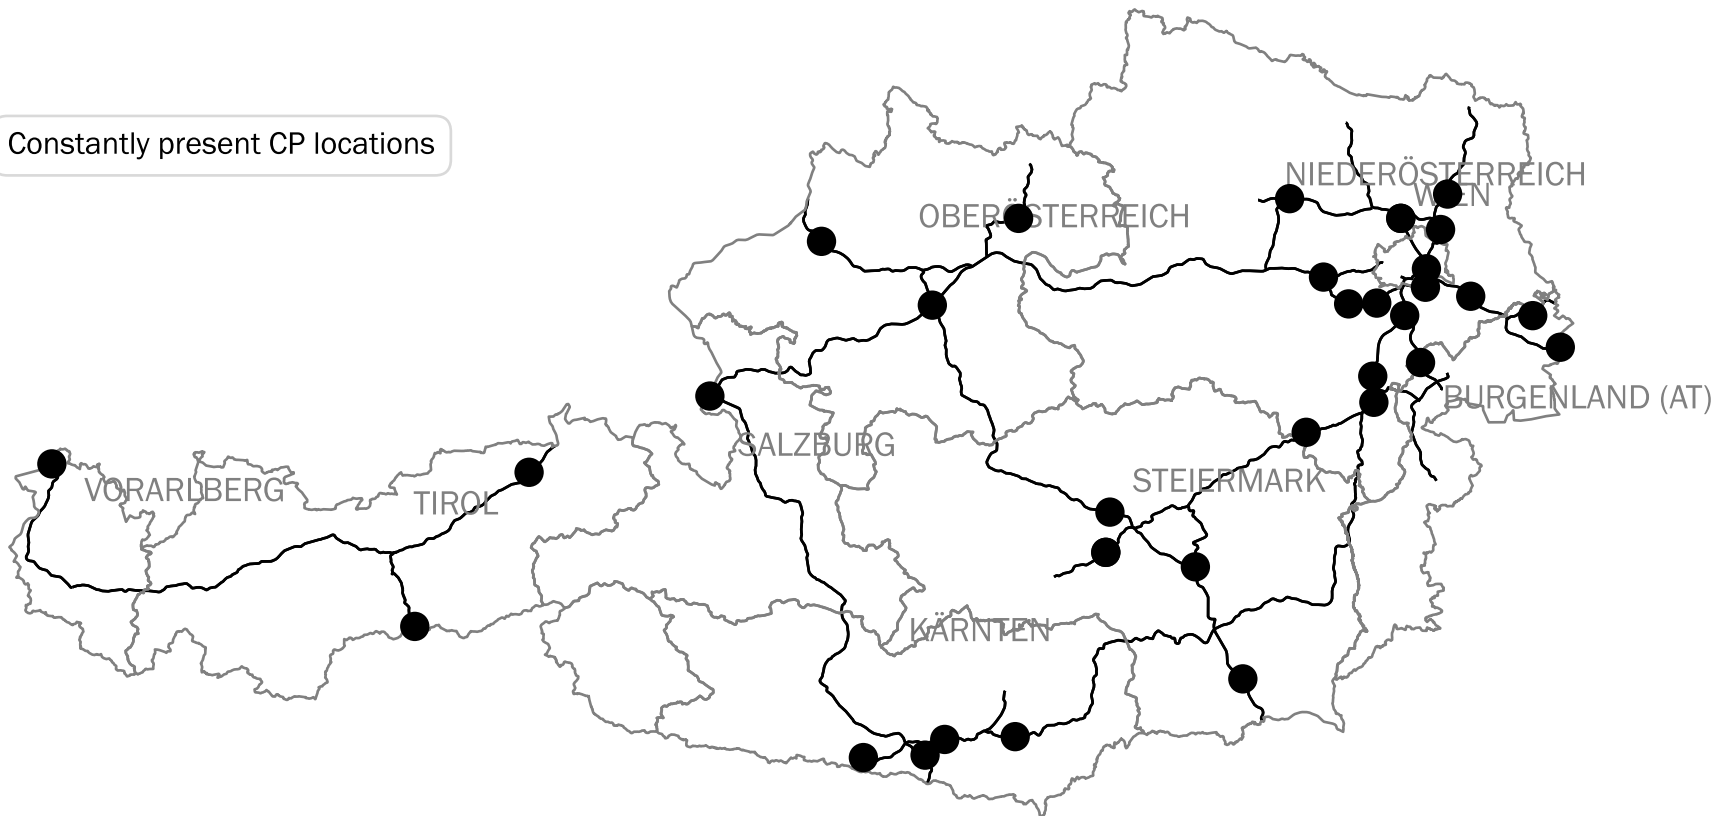 Constantly present CP locations
NIEDERÖSTERREICH
WIEN
OBERÖSTERREICH
BURGENLAND (AT)
SALZBURG
STEIERMARK
VORARLBERG
TIROL
KÄRNTEN